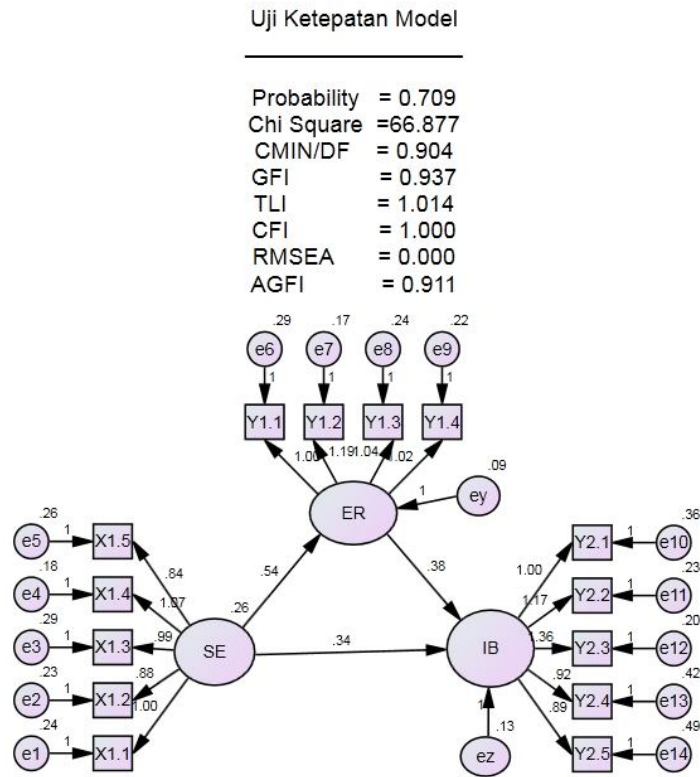 Uji Ketepatan Model
Probability = 0.709
Chi Square =66.877
CMIN/DF = 0.904
GFI = 0.937
TLI = 1.014
CFI = 1.000
RMSEA = 0.000
AGFI = 0.911
.29 .17 .24 .22
e6 e7 e8 e9
1 1 1 1
Y1.1 Y1.2 Y1.3 Y1.4
1.00 1.19 1.04 1.02
.09
ER 1 ey
.26 .36
e5 1 X1.5 Y2.1 1 e10
.84 .54 .38 1.00
.18 .23
e4 1 X1.4 Y2.2 1 e11
1.07 .26 1.17
.29 .20
e3 1 X1.3 .99 SE .34 IB 1.36 Y2.3 1 e12
.23 .42
e2 1 X1.2 .88 .92 Y2.4 1 e13
1.00 .89
.24 1 .13 .49
e1 1 X1.1 ez Y2.5 1 e14